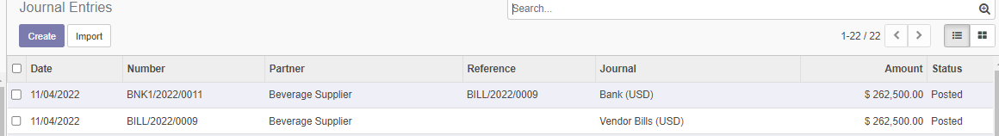 Journal Entries
Search...
Create Import 1-22 / 22
Date Number Partner Reference Journal Amount Status
11/04/2022 BNK1/2022/0011 Beverage Supplier BILL/2022/0009 Bank (USD) $ 262,500.00 Posted
11/04/2022 BILL/2022/0009 Beverage Supplier Vendor Bills (USD) $ 262,500.00 Posted